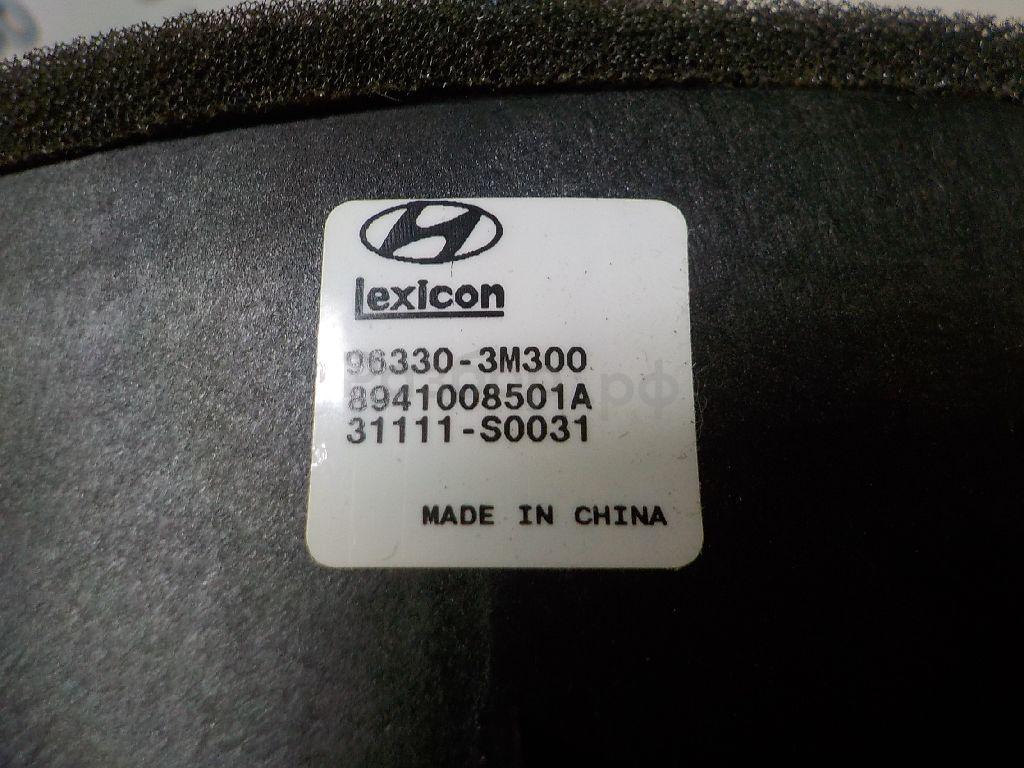 Lexicon
96330-3M300
8941008501A
31111-S0031
MADE IN CHINA